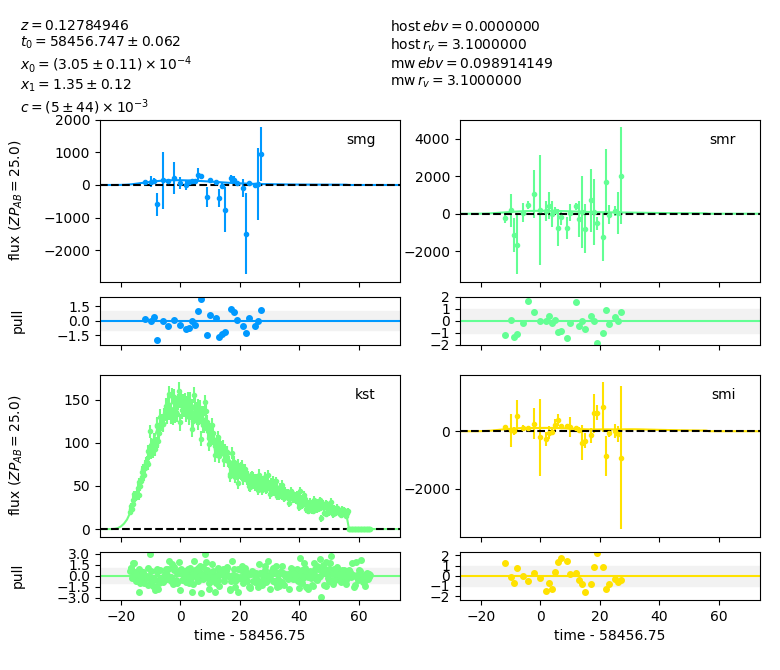 z = 0.12784946
t₀ = 58456.747 ± 0.062
x₀ = (3.05 ± 0.11) × 10⁻⁴
x₁ = 1.35 ± 0.12
c = (5 ± 44) × 10⁻³
host ebv = 0.0000000
host r_v = 3.1000000
mw ebv = 0.098914149
mw r_v = 3.1000000
2000
1000
0
−1000
−2000
flux (ZP_AB = 25.0)
smg
4000
2000
0
−2000
smr
1.5
0.0
−1.5
pull
2
1
0
−1
−2
150
100
50
0
flux (ZP_AB = 25.0)
kst
0
−2000
smi
3.0
1.5
0.0
−1.5
−3.0
pull
−20 0 20 40 60
time - 58456.75
2
1
0
−1
−2
−20 0 20 40 60
time - 58456.75